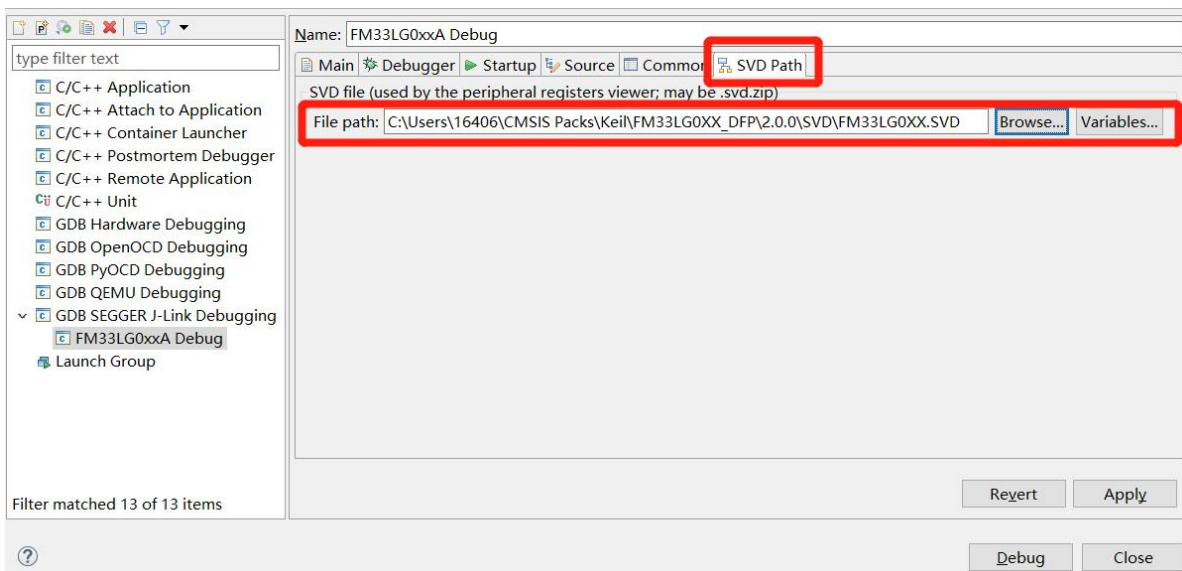 Name: FM33LG0xxA Debug
type filter text
C/C++ Application
C/C++ Attach to Application
C/C++ Container Launcher
C/C++ Postmortem Debugger
C/C++ Remote Application
C/C++ Unit
GDB Hardware Debugging
GDB OpenOCD Debugging
GDB PyOCD Debugging
GDB QEMU Debugging
GDB SEGGER J-Link Debugging
FM33LG0xxA Debug
Launch Group
Filter matched 13 of 13 items
Main Debugger Startup Source Common SVD Path
SVD file (used by the peripheral registers viewer; may be .svd.zip)
File path: C:\Users\16406\CMSIS Packs\Keil\FM33LG0XX_DFP\2.0.0\SVD\FM33LG0XX.SVD Browse... Variables...
Revert Apply
Debug Close